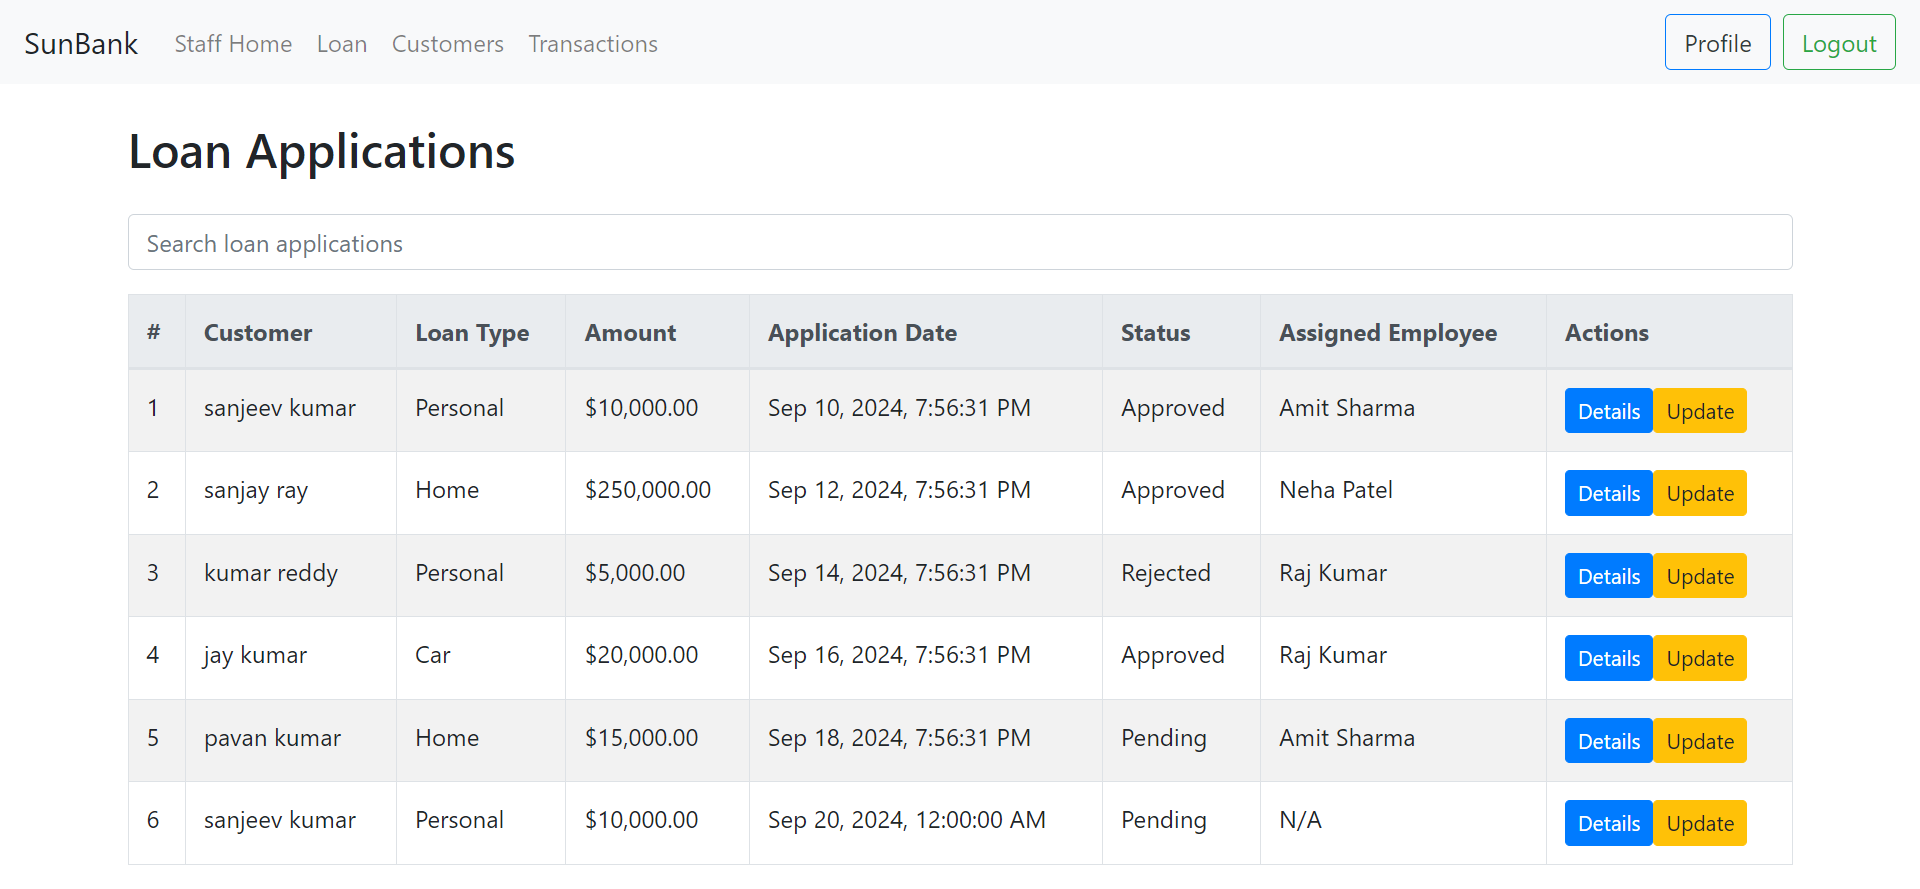 SunBank Staff Home Loan Customers Transactions Profile Logout
Loan Applications
Search loan applications
# Customer Loan Type Amount Application Date Status Assigned Employee Actions
1 sanjeev kumar Personal $10,000.00 Sep 10, 2024, 7:56:31 PM Approved Amit Sharma Details Update
2 sanjay ray Home $250,000.00 Sep 12, 2024, 7:56:31 PM Approved Neha Patel Details Update
3 kumar reddy Personal $5,000.00 Sep 14, 2024, 7:56:31 PM Rejected Raj Kumar Details Update
4 jay kumar Car $20,000.00 Sep 16, 2024, 7:56:31 PM Approved Raj Kumar Details Update
5 pavan kumar Home $15,000.00 Sep 18, 2024, 7:56:31 PM Pending Amit Sharma Details Update
6 sanjeev kumar Personal $10,000.00 Sep 20, 2024, 12:00:00 AM Pending N/A Details Update